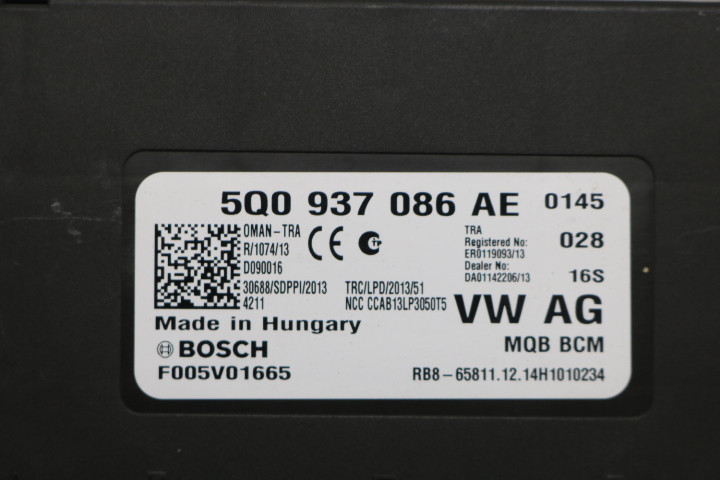 5Q0 937 086 AE 0145
OMAN-TRA
R/1074/13
D090016
30688/SDPPI/2013
4211
TRC/LPD/2013/51
NCC CCAB13LP3050T5
TRA
Registered No:
ER0119093/13
Dealer No:
DA01142206/13
028
16S
VW AG
Made in Hungary
MQB BCM
BOSCH
F005V01665
RB8-65811.12.14H1010234